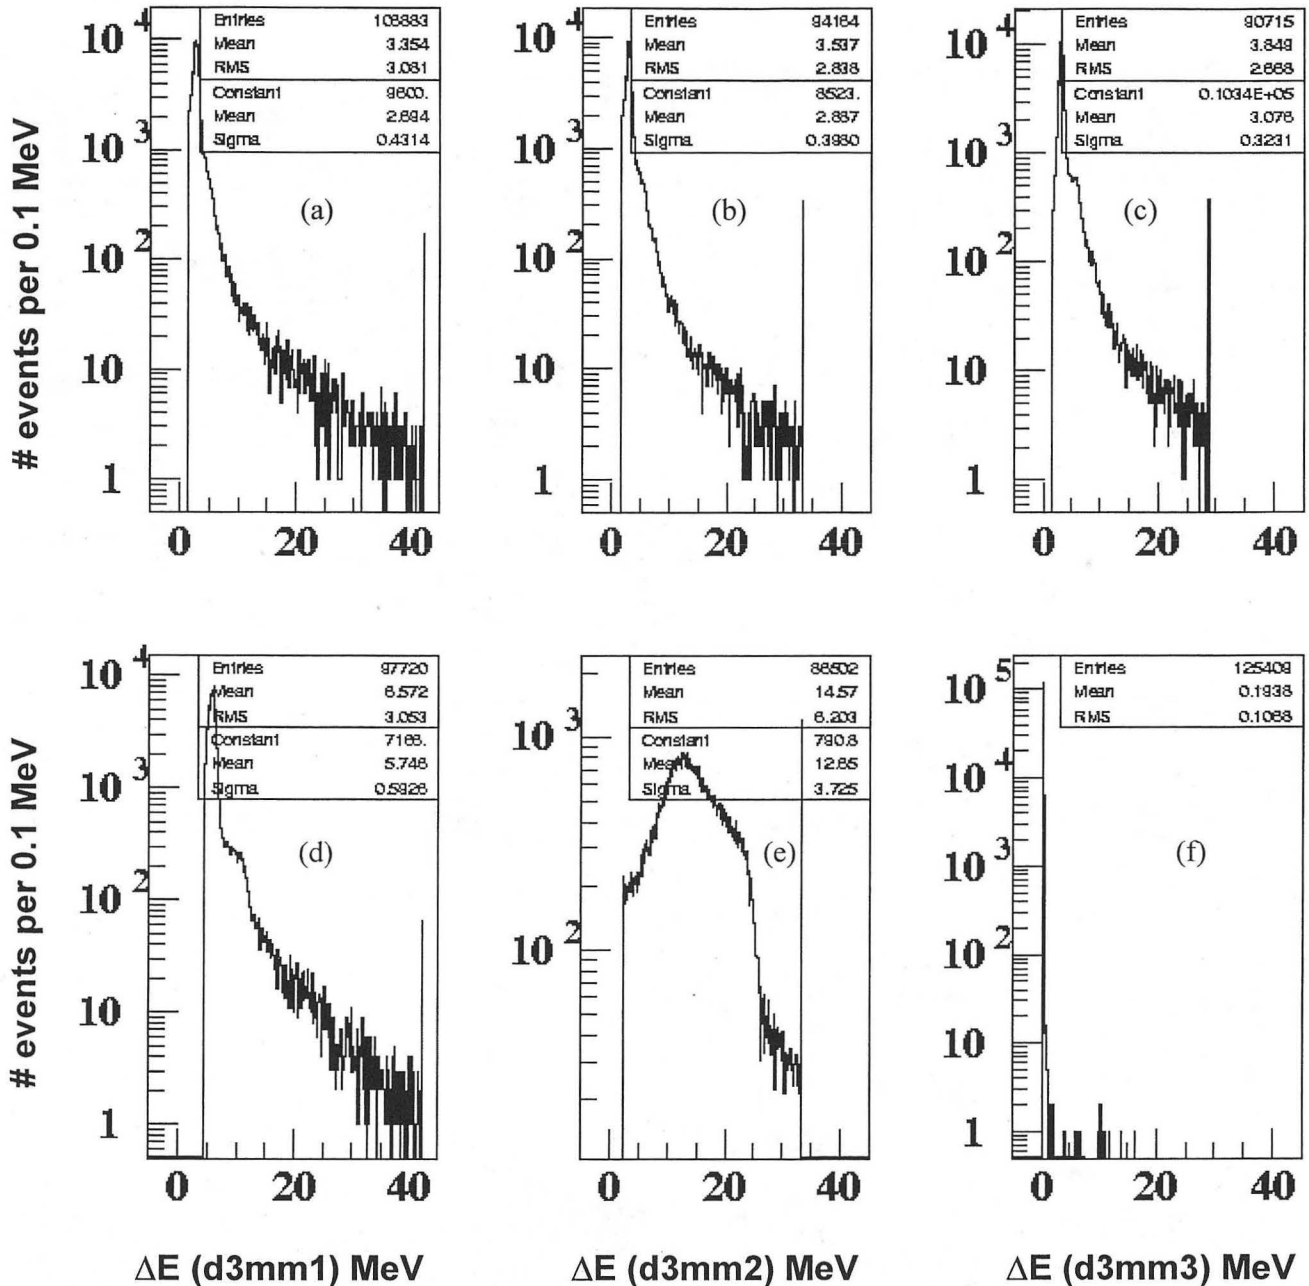 # events per 0.1 MeV
10 4
10 3
10 2
10
1
Entries 108883
Mean 3.354
RMS 3.081
Constant 9600.
Mean 2.694
Sigma 0.4314
(a)
0 20 40
10 4
10 3
10 2
10
1
Entries 94164
Mean 3.537
RMS 2.838
Constant 8523.
Mean 2.887
Sigma 0.3980
(b)
0 20 40
10 4
10 3
10 2
10
1
Entries 90715
Mean 3.849
RMS 2.668
Constant 0.1034E+05
Mean 3.076
Sigma 0.3231
(c)
0 20 40
# events per 0.1 MeV
10 4
10 3
10 2
10
1
Entries 97720
Mean 6.572
RMS 3.053
Constant 7166.
Mean 5.746
Sigma 0.5926
(d)
0 20 40
ΔE (d3mm1) MeV
10 3
10 2
Entries 86502
Mean 14.57
RMS 6.203
Constant 790.8
Mean 12.65
Sigma 3.725
(e)
0 20 40
ΔE (d3mm2) MeV
10 5
10 4
10 3
10 2
10
1
Entries 125409
Mean 0.1938
RMS 0.1068
(f)
0 20 40
ΔE (d3mm3) MeV